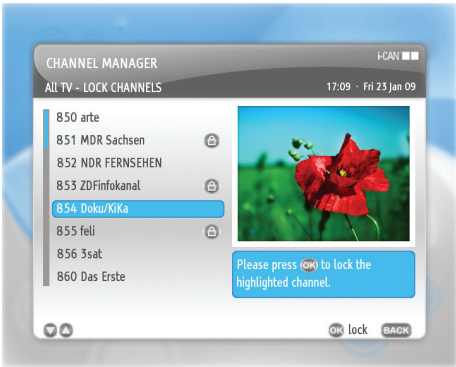 CHANNEL MANAGER
i-CAN
All TV - LOCK CHANNELS
17:09 · Fri 23 Jan 09
850 arte
851 MDR Sachsen
852 NDR FERNSEHEN
853 ZDFinfokanal
854 Doku/KiKa
855 feli
856 3sat
860 Das Erste
Please press OK to lock the
highlighted channel.
OK lock BACK